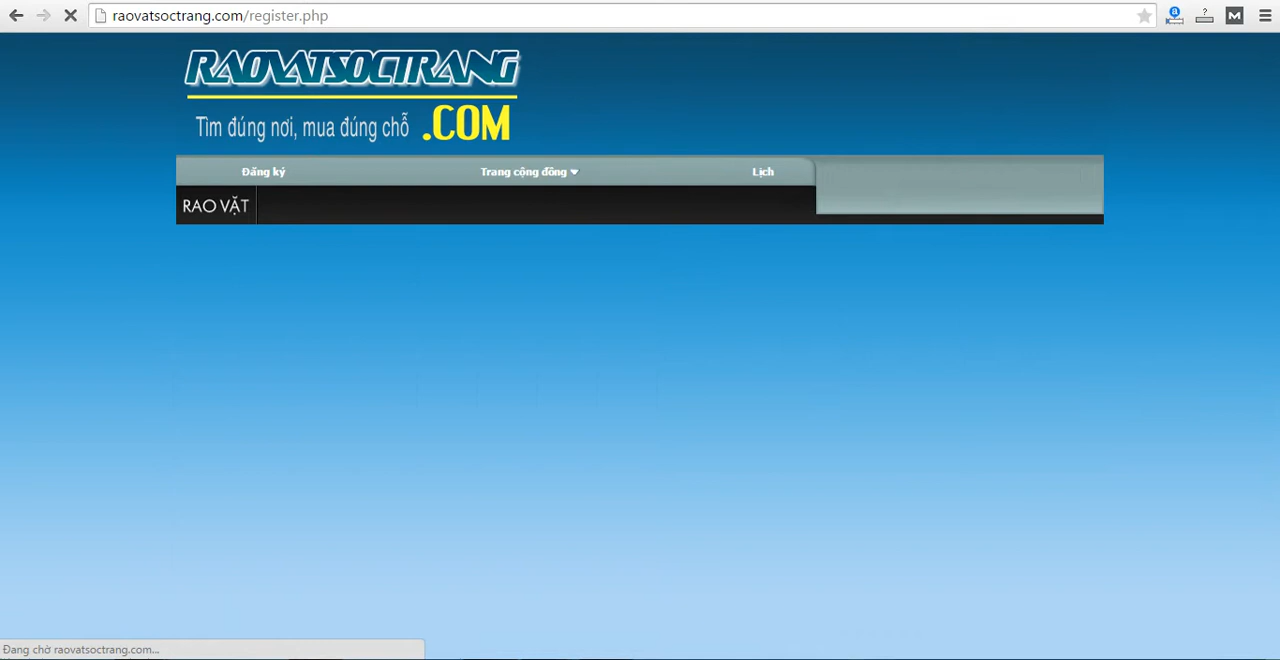 raovatsoctrang.com/register.php
RAOVATSOCTRANG
.COM
Tìm đúng nơi, mua đúng chỗ
Đăng ký
Trang cộng đồng
Lịch
RAO VẶT
Đang chờ raovatsoctrang.com...